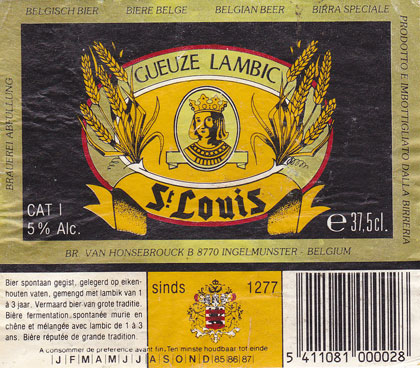 BELGISCH BIER BIERE BELGE BELGIAN BEER BIRRA SPECIALE
BRAUEREI ABFÜLLUNG
PRODOTTO E IMBOTTIGLIATO DALLA BIRRERIA
GUEUZE LAMBIC
St Louis
CAT I
5% Alc.
e 37,5cl.
BR. VAN HONSEBROUCK B 8770 INGELMUNSTER - BELGIUM
Bier spontaan gegist, gelegerd op eiken-
houten vaten, gemengd met lambik van 1
à 3 jaar. Vermaard bier van grote traditie.
Bière fermentation, spontanée murie en
chêne et mélangée avec lambic de 1 à 3
ans. Bière réputée de grande tradition.
sinds 1277
A consommer de preference avant fin. Ten minste houdbaar tot einde
J F M A M J J A S O N D 85 86 87
5 411081 000028